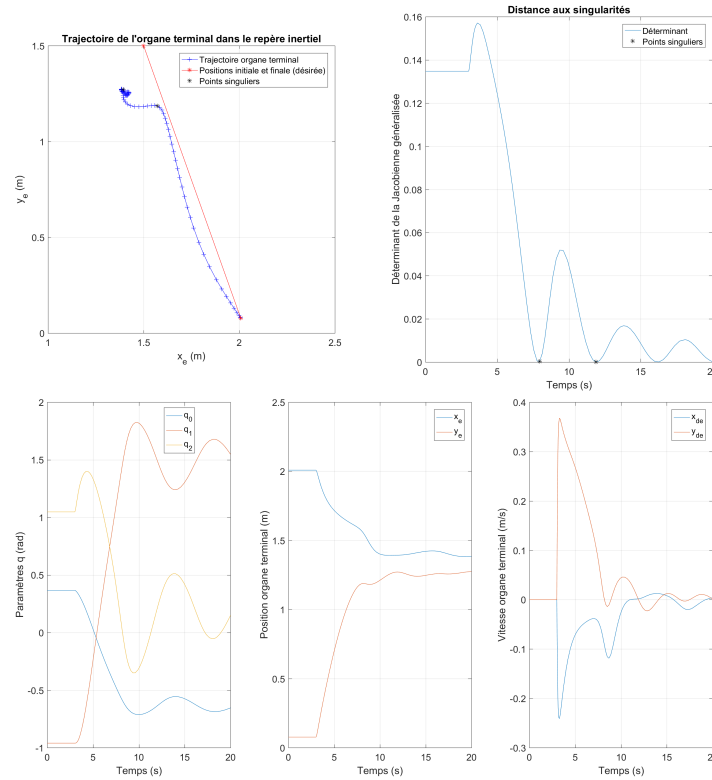 Trajectoire de l'organe terminal dans le repère inertiel
1.5
1
0.5
0
y_e (m)
1
1.5
2
2.5
x_e (m)
Trajectoire organe terminal
Positions initiale et finale (désirée)
Points singuliers
Distance aux singularités
0.16
0.14
0.12
0.1
0.08
0.06
0.04
0.02
0
Déterminant de la Jacobienne généralisée
0
5
10
15
20
Temps (s)
Déterminant
Points singuliers
2
1.5
1
0.5
0
-0.5
-1
Paramètres q (rad)
0
5
10
15
20
Temps (s)
q_0
q_1
q_2
2.5
2
1.5
1
0.5
0
Position organe terminal (m)
0
5
10
15
20
Temps (s)
x_e
y_e
0.4
0.3
0.2
0.1
0
-0.1
-0.2
-0.3
Vitesse organe terminal (m/s)
0
5
10
15
20
Temps (s)
x_de
y_de